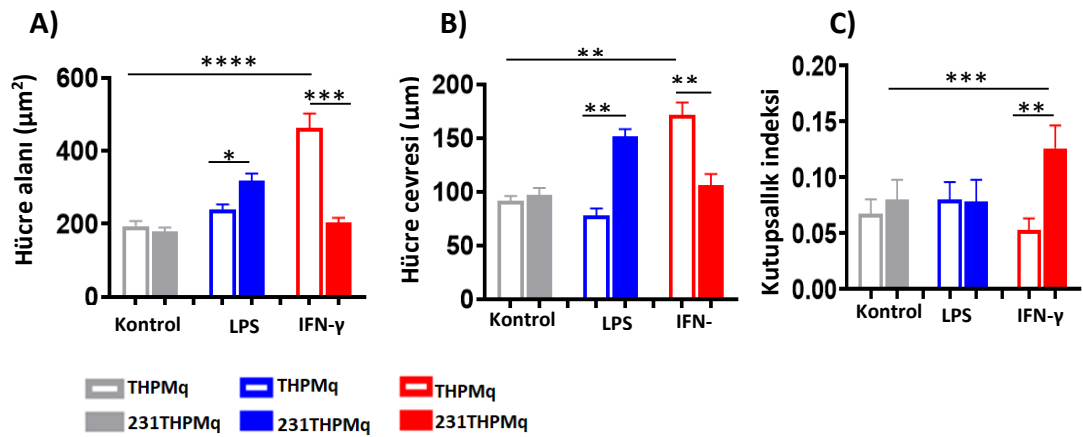 A)
Hücre alanı (µm²)
600
400
200
0
****
***
*
Kontrol
LPS
IFN-γ
B)
Hücre cevresi (µm)
200
150
100
50
0
**
**
**
Kontrol
LPS
IFN-
C)
Kutupsallık indeksi
0.20
0.15
0.10
0.05
0.00
***
**
Kontrol
LPS
IFN-γ
THPMq
231THPMq
THPMq
231THPMq
THPMq
231THPMq